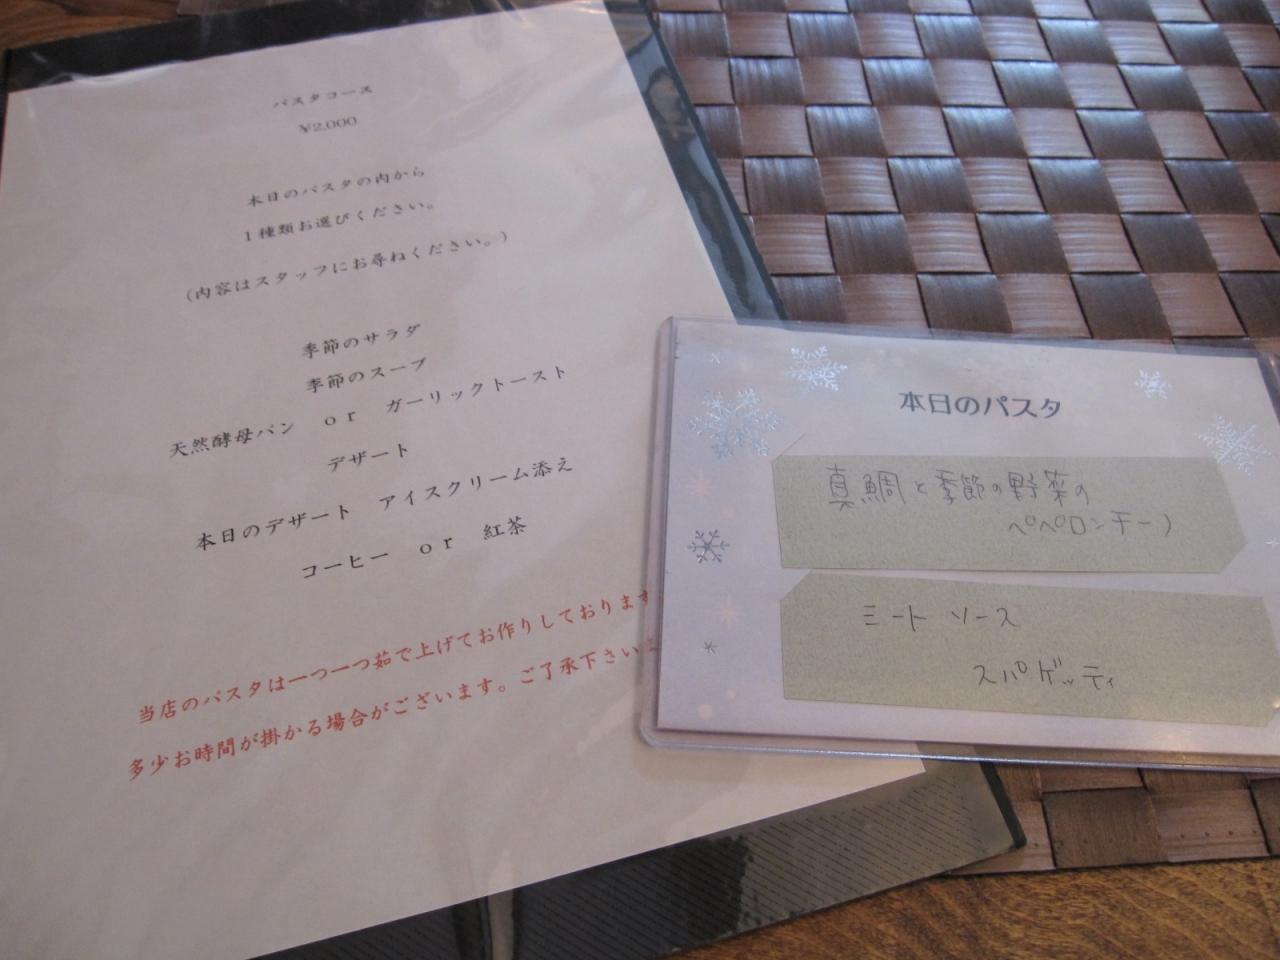 パスタコース
¥2,000
本日のパスタの内から
1種類お選びください。
(内容はスタッフにお尋ねください。)
季節のサラダ
季節のスープ
天然酵母パン or ガーリックトースト
デザート
本日のデザート アイスクリーム添え
コーヒー or 紅茶
当店のパスタは一つ一つ茹で上げてお作りしております
多少お時間が掛かる場合がございます。ご了承下さいま
本日のパスタ
真鯛と季節の野菜の
ペペロンチーノ
ミートソース
スパゲッティ